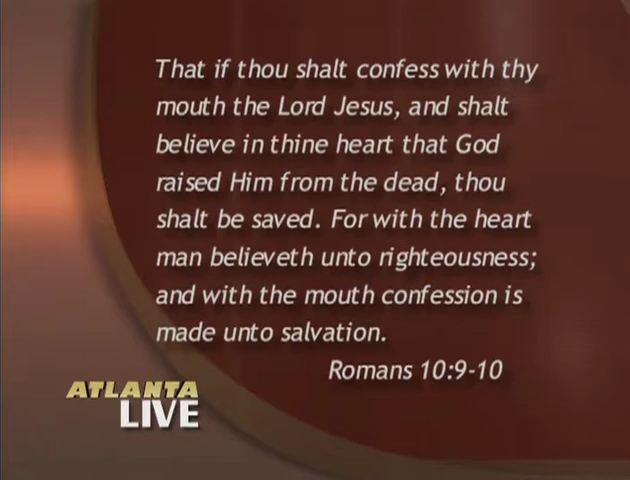 That if thou shalt confess with thy
mouth the Lord Jesus, and shalt
believe in thine heart that God
raised Him from the dead, thou
shalt be saved. For with the heart
man believeth unto righteousness;
and with the mouth confession is
made unto salvation.
Romans 10:9-10
ATLANTA
LIVE